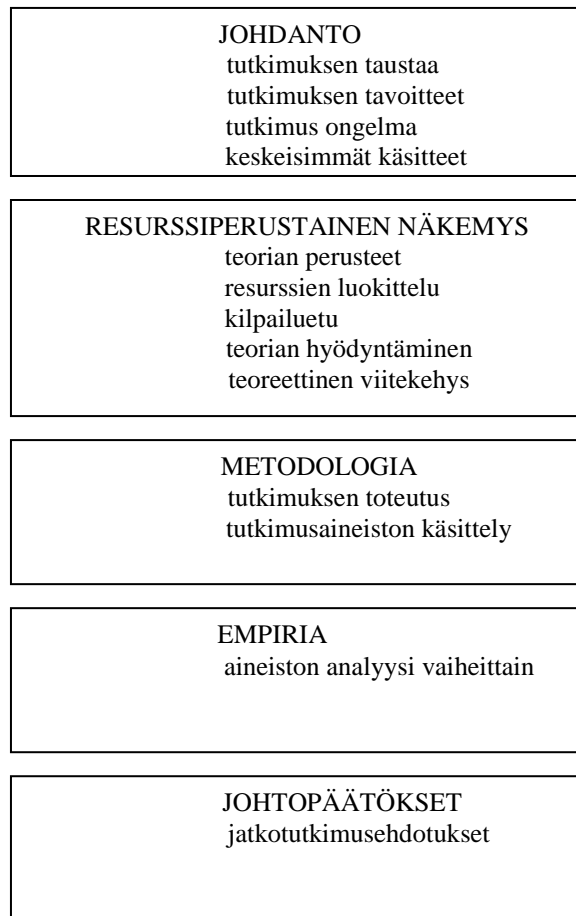 JOHDANTO
tutkimuksen taustaa
tutkimuksen tavoitteet
tutkimus ongelma
keskeisimmät käsitteet
RESURSSIPERUSTAINEN NÄKEMYS
teorian perusteet
resurssien luokittelu
kilpailuetu
teorian hyödyntäminen
teoreettinen viitekehys
METODOLOGIA
tutkimuksen toteutus
tutkimusaineiston käsittely
EMPIRIA
aineiston analyysi vaiheittain
JOHTOPÄÄTÖKSET
jatkotutkimusehdotukset